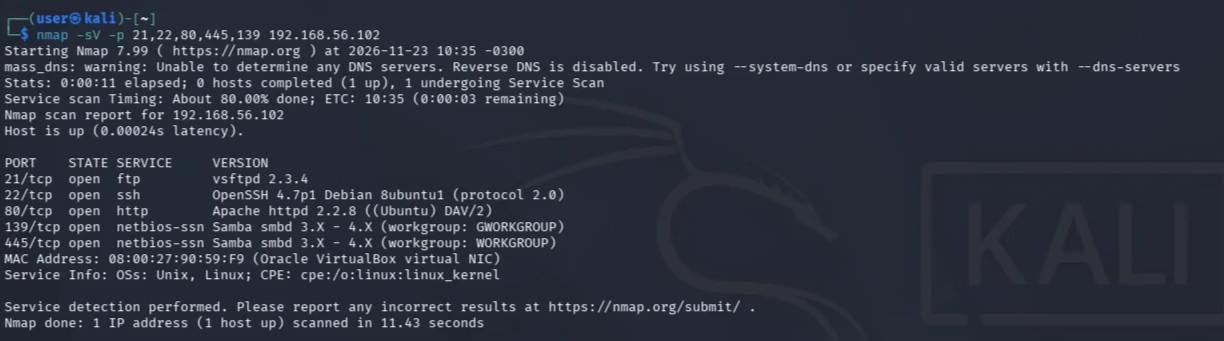 ┌──(user㉿kali)-[~]
└─$ nmap -sV -p 21,22,80,445,139 192.168.56.102
Starting Nmap 7.99 ( https://nmap.org ) at 2026-11-23 10:35 -0300
mass_dns: warning: Unable to determine any DNS servers. Reverse DNS is disabled. Try using --system-dns or specify valid servers with --dns-servers
Stats: 0:00:11 elapsed; 0 hosts completed (1 up), 1 undergoing Service Scan
Service scan Timing: About 80.00% done; ETC: 10:35 (0:00:03 remaining)
Nmap scan report for 192.168.56.102
Host is up (0.00024s latency).

PORT    STATE SERVICE     VERSION
21/tcp  open  ftp         vsftpd 2.3.4
22/tcp  open  ssh         OpenSSH 4.7p1 Debian 8ubuntu1 (protocol 2.0)
80/tcp  open  http        Apache httpd 2.2.8 ((Ubuntu) DAV/2)
139/tcp open  netbios-ssn Samba smbd 3.X - 4.X (workgroup: GWORKGROUP)
445/tcp open  netbios-ssn Samba smbd 3.X - 4.X (workgroup: WORKGROUP)
MAC Address: 08:00:27:90:59:F9 (Oracle VirtualBox virtual NIC)
Service Info: OSs: Unix, Linux; CPE: cpe:/o:linux:linux_kernel

Service detection performed. Please report any incorrect results at https://nmap.org/submit/ .
Nmap done: 1 IP address (1 host up) scanned in 11.43 seconds
KALI